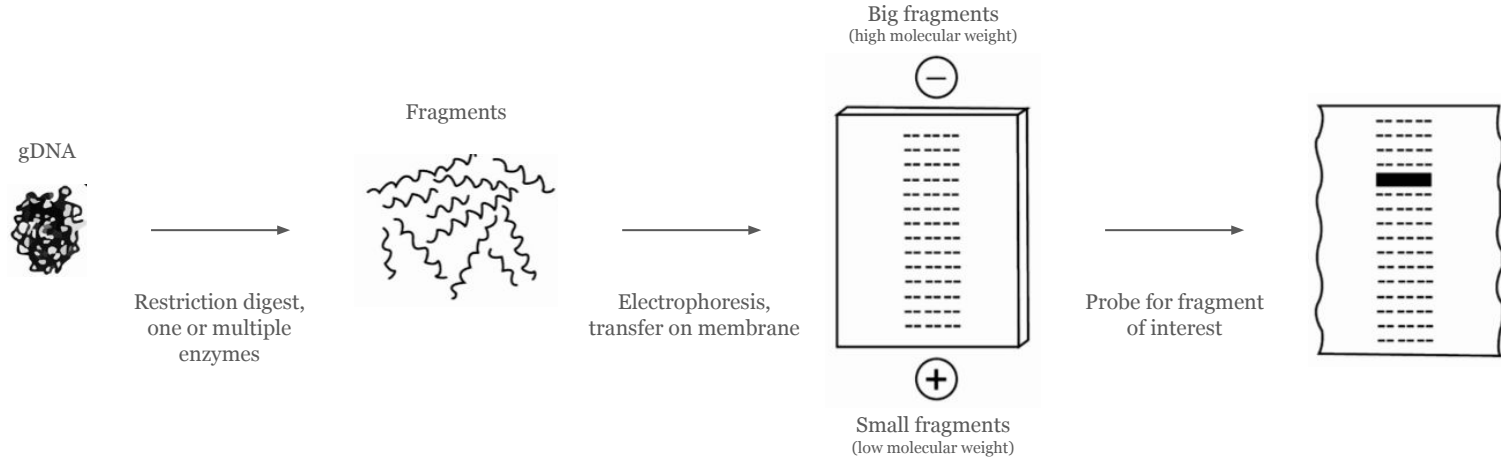 gDNA
Restriction digest,
one or multiple
enzymes
Fragments
Electrophoresis,
transfer on membrane
Big fragments
(high molecular weight)
−
+
Small fragments
(low molecular weight)
Probe for fragment
of interest